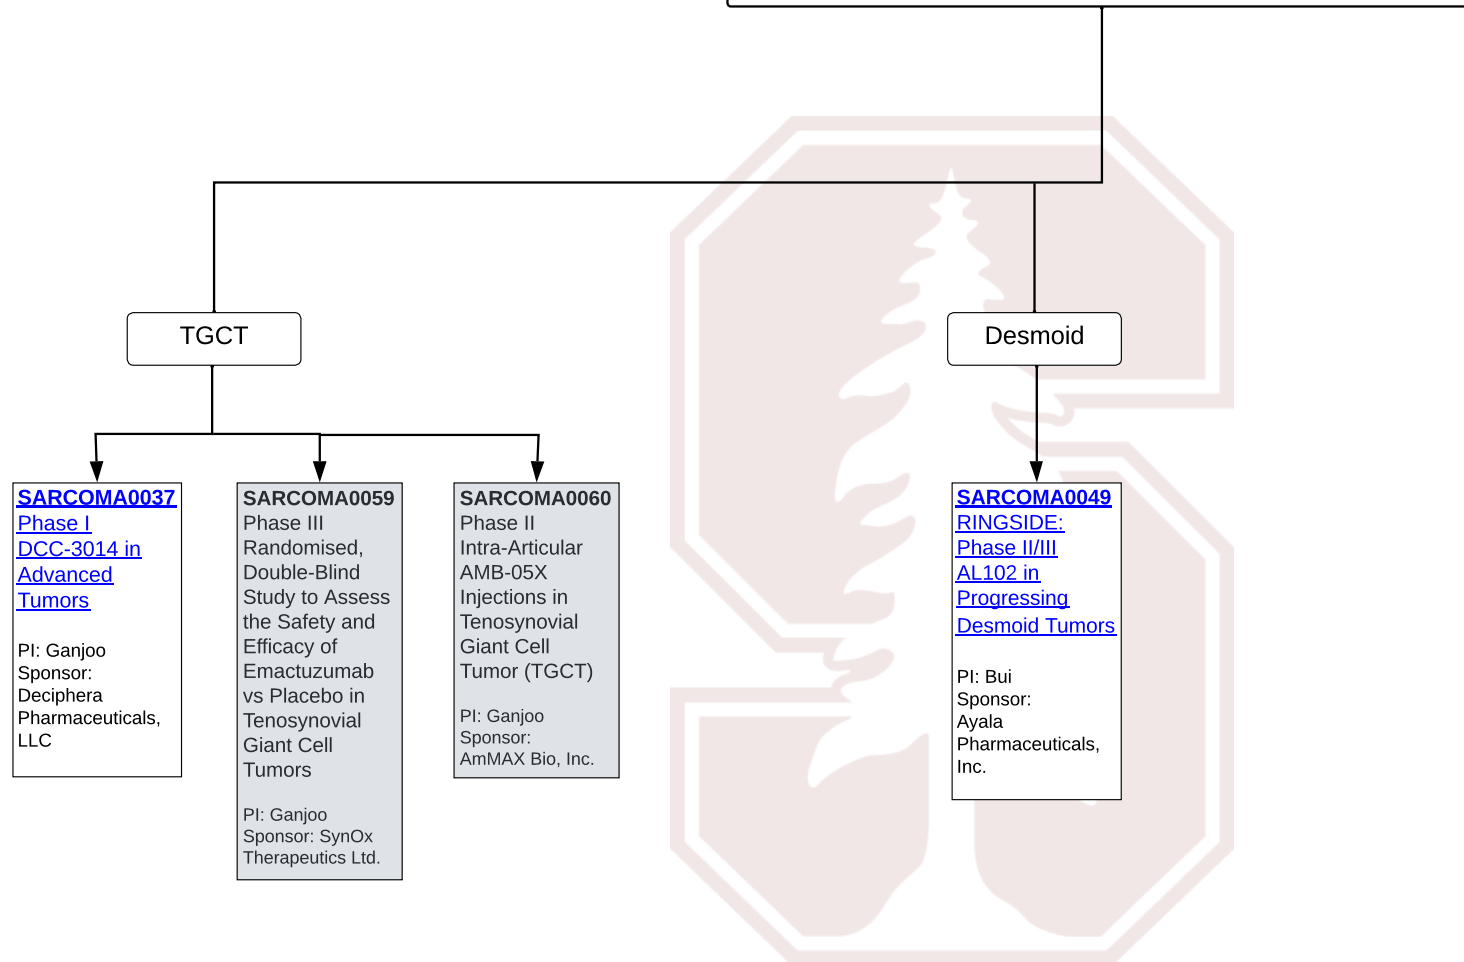 TGCT
Desmoid
SARCOMA0037
Phase I
DCC-3014 in
Advanced
Tumors
PI: Ganjoo
Sponsor:
Deciphera
Pharmaceuticals,
LLC
SARCOMA0059
Phase III
Randomised,
Double-Blind
Study to Assess
the Safety and
Efficacy of
Emactuzumab
vs Placebo in
Tenosynovial
Giant Cell
Tumors
PI: Ganjoo
Sponsor: SynOx
Therapeutics Ltd.
SARCOMA0060
Phase II
Intra-Articular
AMB-05X
Injections in
Tenosynovial
Giant Cell
Tumor (TGCT)
PI: Ganjoo
Sponsor:
AmMAX Bio, Inc.
SARCOMA0049
RINGSIDE:
Phase II/III
AL102 in
Progressing
Desmoid Tumors
PI: Bui
Sponsor:
Ayala
Pharmaceuticals,
Inc.